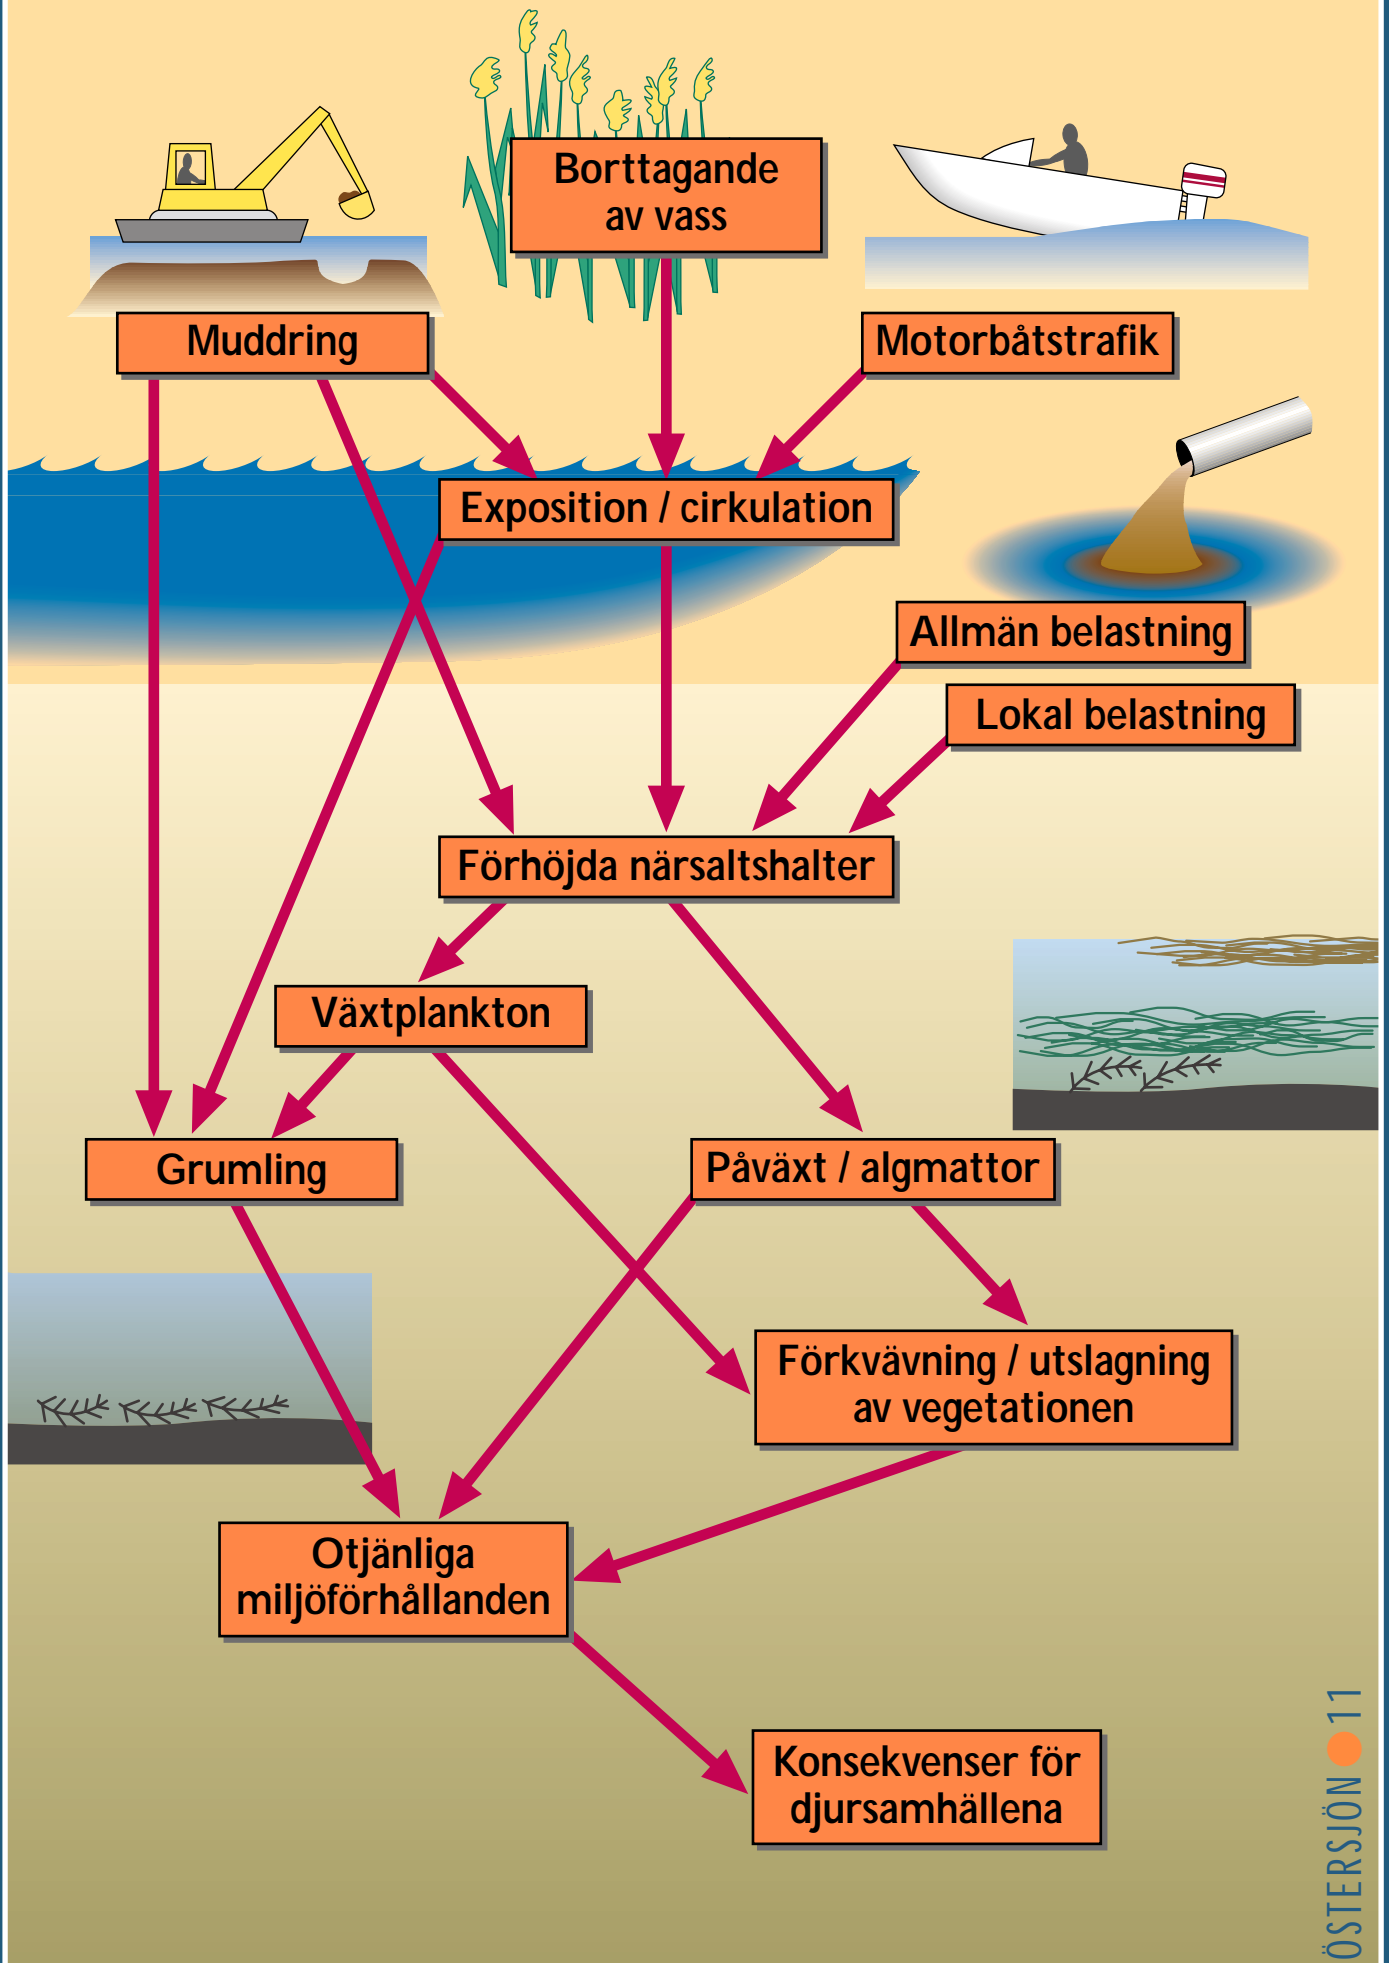 Borttagande
av vass
Muddring
Motorbåtstrafik
Exposition / cirkulation
Allmän belastning
Lokal belastning
Förhöjda närsaltshalter
Växtplankton
Grumling
Påväxt / algmattor
Förkvävning / utslagning
av vegetationen
Otjänliga
miljöförhållanden
Konsekvenser för
djursamhällena
ÖSTERSJÖN ● 11